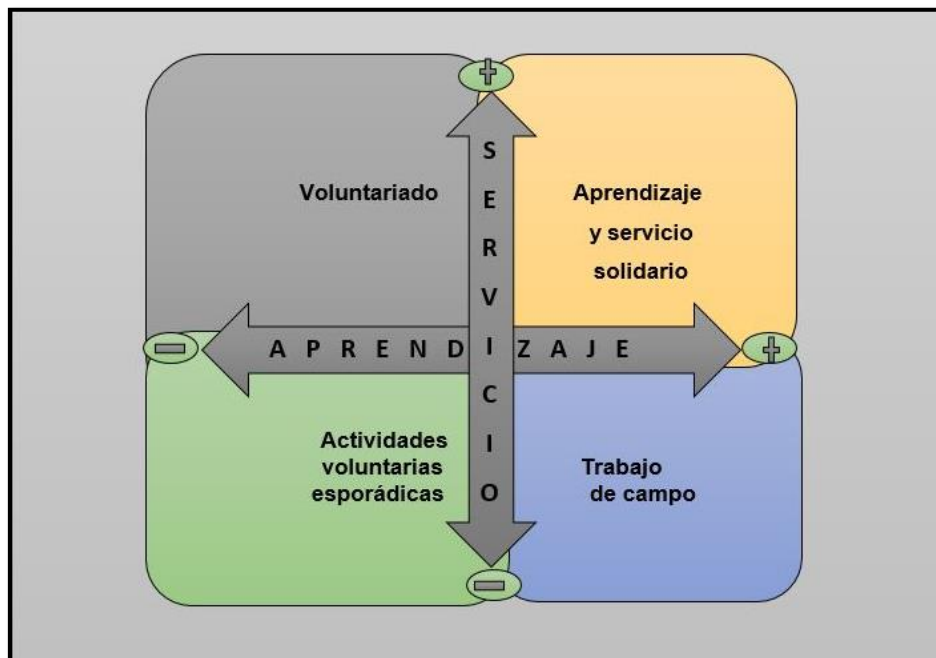 +
SERVICIO
Voluntariado
Aprendizaje
y servicio
solidario
−
APRENDIZAJE
+
Actividades
voluntarias
esporádicas
Trabajo
de campo
−